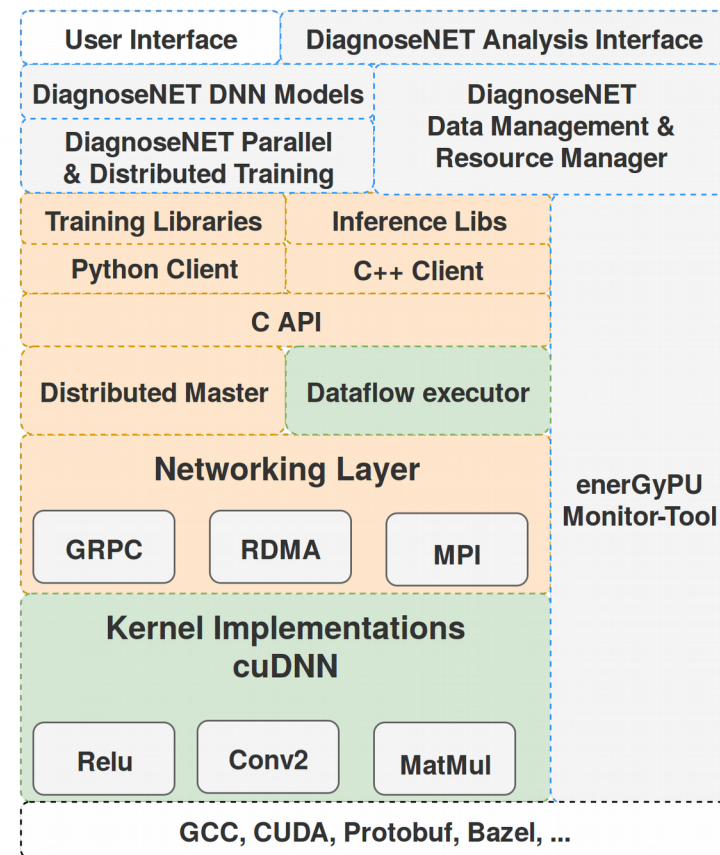 User Interface
DiagnoseNET Analysis Interface
DiagnoseNET DNN Models
DiagnoseNET
Data Management &
Resource Manager
DiagnoseNET Parallel
& Distributed Training
Training Libraries
Inference Libs
Python Client
C++ Client
C API
Distributed Master
Dataflow executor
Networking Layer
GRPC
RDMA
MPI
enerGyPU
Monitor-Tool
Kernel Implementations
cuDNN
Relu
Conv2
MatMul
GCC, CUDA, Protobuf, Bazel, ...